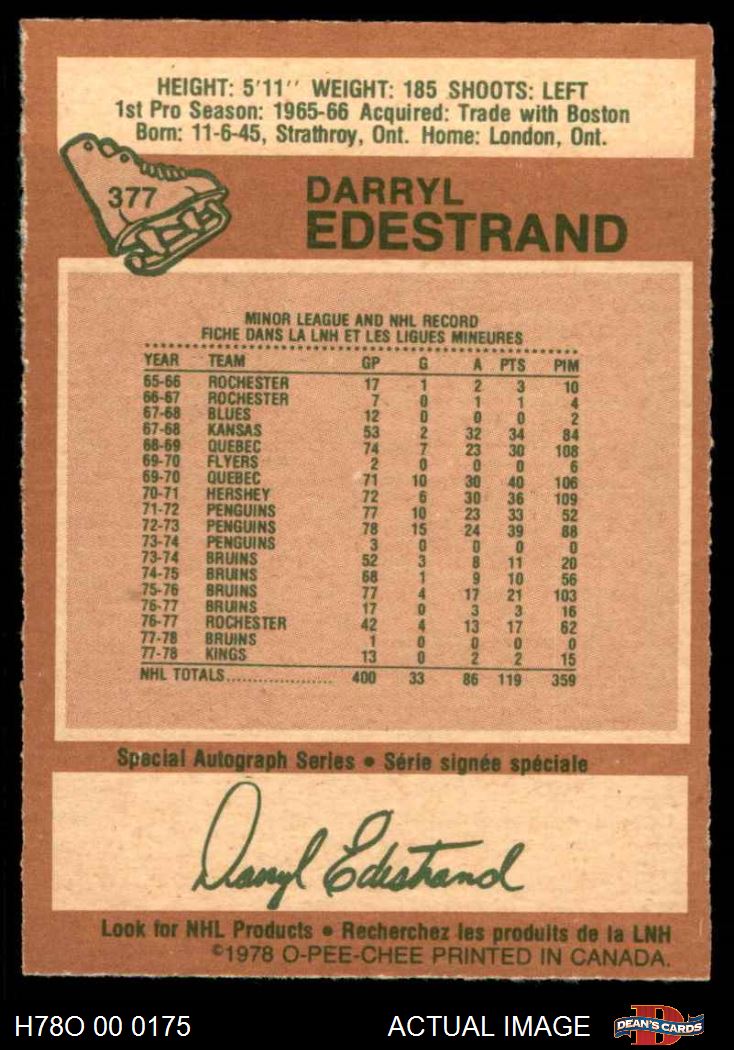 HEIGHT: 5'11'' WEIGHT: 185 SHOOTS: LEFT
1st Pro Season: 1965-66 Acquired: Trade with Boston
Born: 11-6-45, Strathroy, Ont. Home: London, Ont.
377
DARRYL
EDESTRAND
MINOR LEAGUE AND NHL RECORD
FICHE DANS LA LNH ET LES LIGUES MINEURES
YEAR TEAM GP G A PTS PIM
65-66 ROCHESTER 17 1 2 3 10
66-67 ROCHESTER 7 0 1 1 4
67-68 BLUES 12 0 0 0 2
67-68 KANSAS 53 2 32 34 84
68-69 QUEBEC 74 7 23 30 108
69-70 FLYERS 2 0 0 0 6
69-70 QUEBEC 71 10 30 40 106
70-71 HERSHEY 72 6 30 36 109
71-72 PENGUINS 77 10 23 33 52
72-73 PENGUINS 78 15 24 39 88
73-74 PENGUINS 3 0 0 0 0
73-74 BRUINS 52 3 8 11 20
74-75 BRUINS 68 1 9 10 56
75-76 BRUINS 77 4 17 21 103
76-77 BRUINS 17 0 3 3 16
76-77 ROCHESTER 42 4 13 17 62
77-78 BRUINS 1 0 0 0 0
77-78 KINGS 13 0 2 2 15
NHL TOTALS.................... 400 33 86 119 359
Special Autograph Series • Série signée spéciale
Darryl Edestrand
Look for NHL Products • Recherchez les produits de la LNH
©1978 O-PEE-CHEE PRINTED IN CANADA.
H78O 00 0175 ACTUAL IMAGE D DEAN'S CARDS